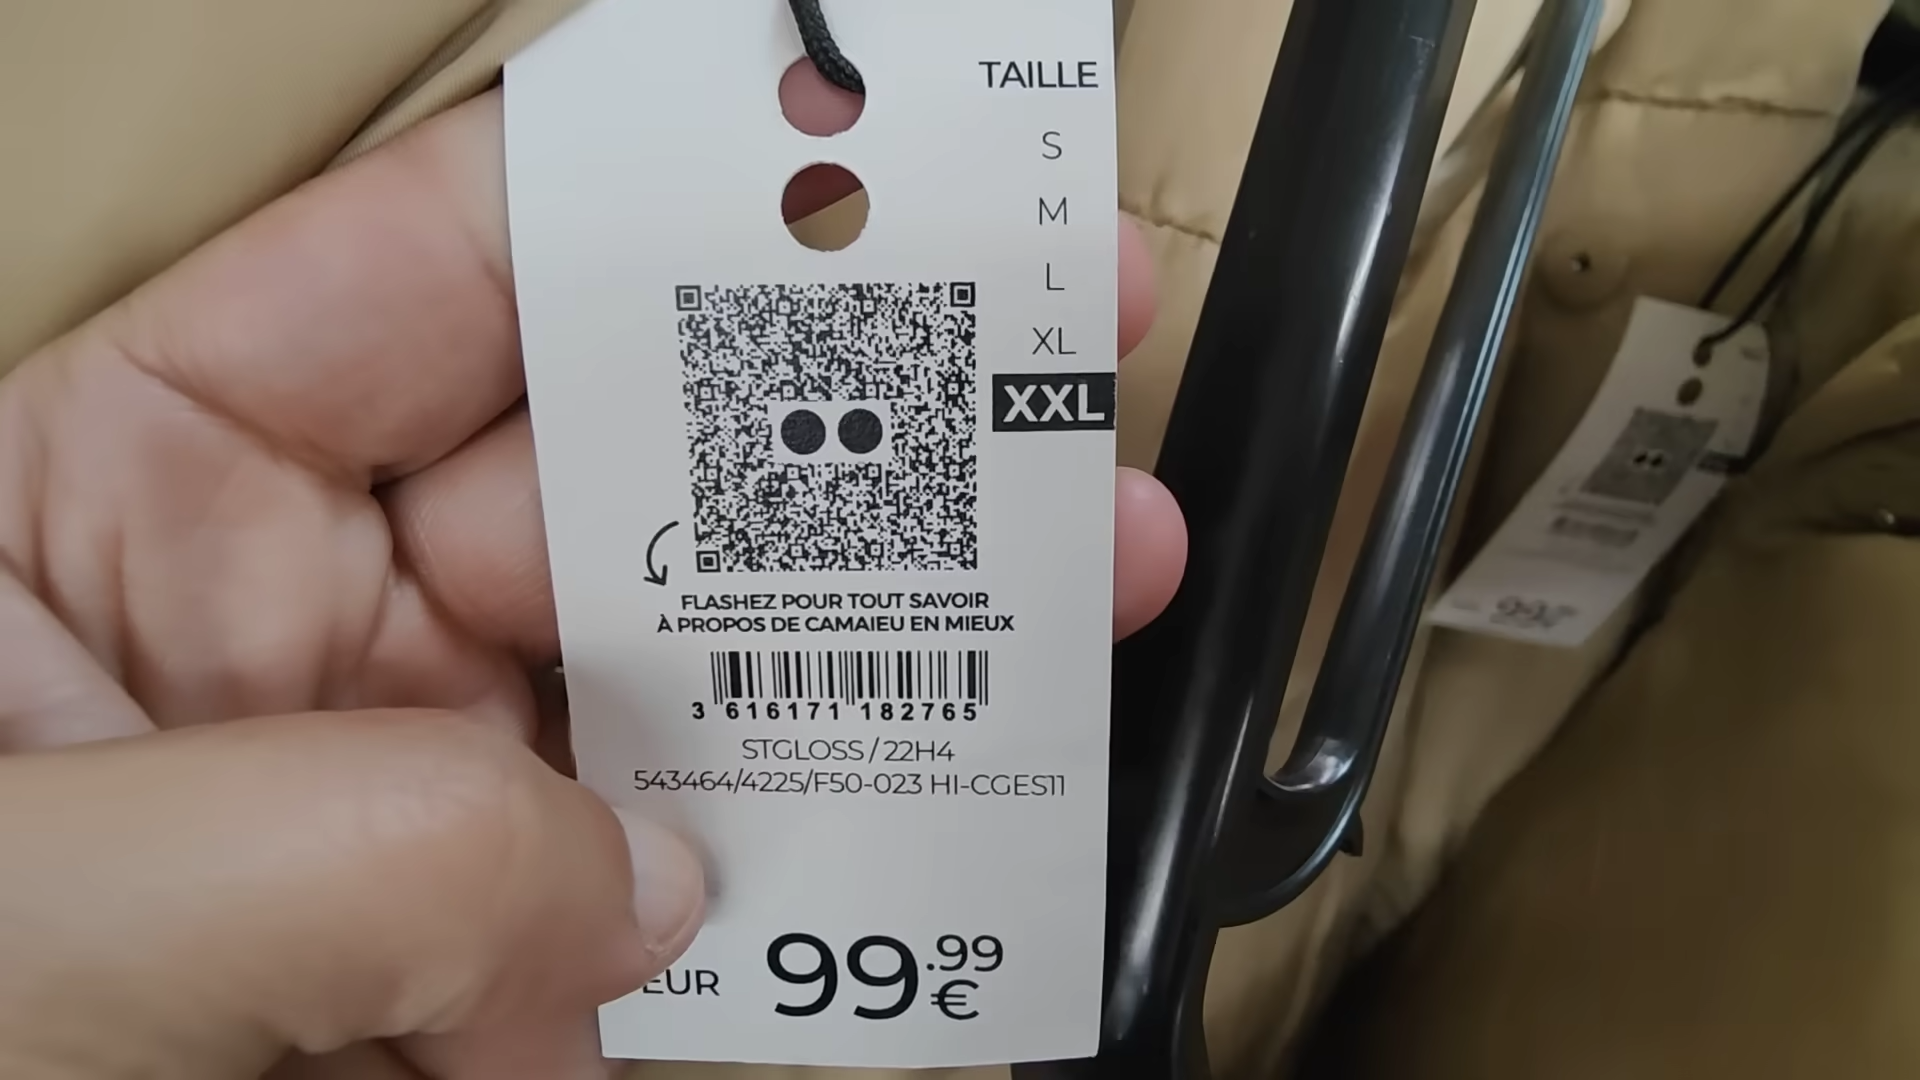 TAILLE
S
M
L
XL
XXL
FLASHEZ POUR TOUT SAVOIR
À PROPOS DE CAMAIEU EN MIEUX
3 616171 182765
STGLOSS / 22H4
543464/4225/F50-023 HI-CGES11
EUR 99.99 €